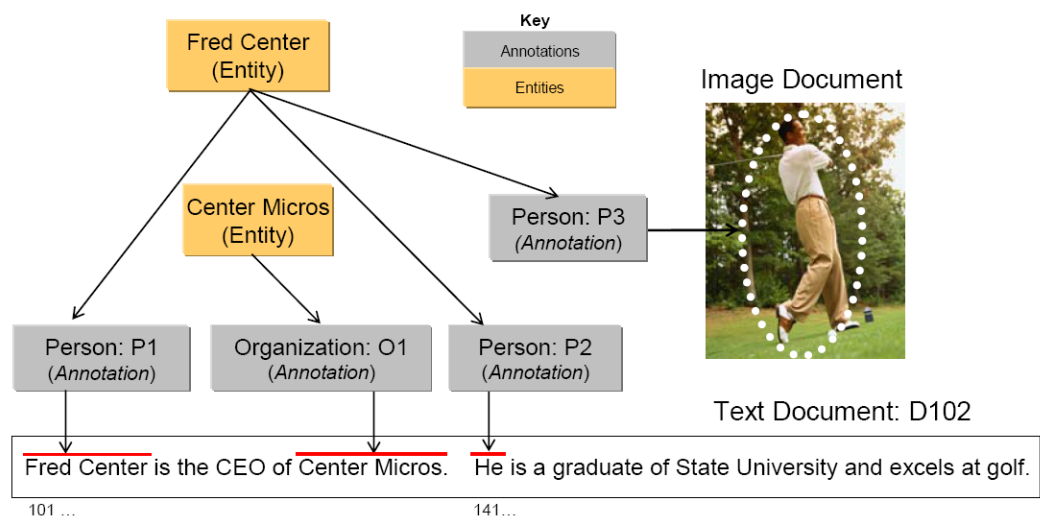 Key
Fred Center
(Entity)
Annotations
Entities
Image Document
Center Micros
(Entity)
Person: P3
(Annotation)
Person: P1
(Annotation)
Organization: O1
(Annotation)
Person: P2
(Annotation)
Text Document: D102
Fred Center is the CEO of Center Micros. He is a graduate of State University and excels at golf.
101 ...
141...